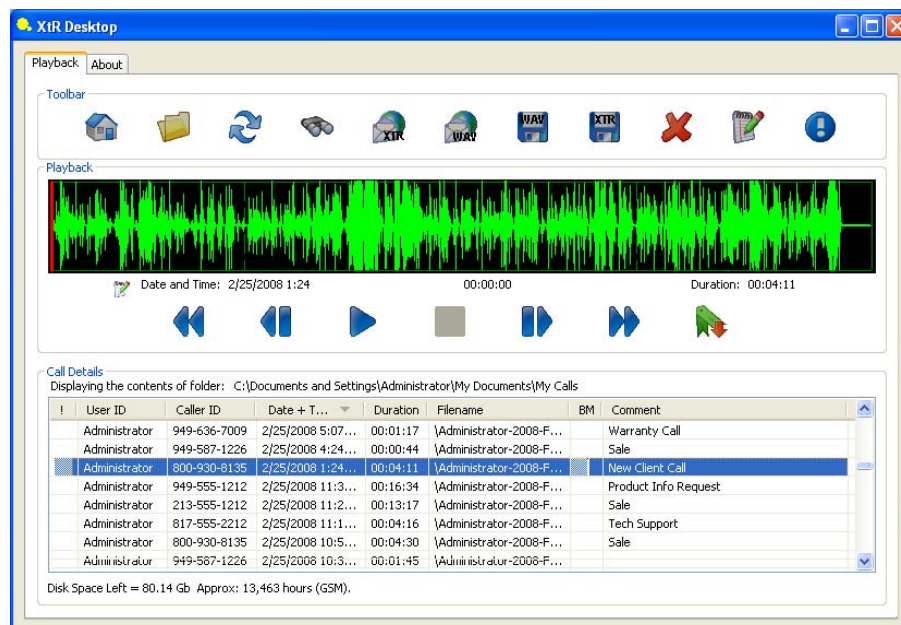 XtR Desktop
Playback About
Toolbar
XTR WAV WAV XTR
Playback
Date and Time: 2/25/2008 1:24 00:00:00 Duration: 00:04:11
Call Details
Displaying the contents of folder: C:\Documents and Settings\Administrator\My Documents\My Calls
! User ID Caller ID Date + T... Duration Filename BM Comment
Administrator 949-636-7009 2/25/2008 5:07... 00:01:17 \Administrator-2008-F... Warranty Call
Administrator 949-587-1226 2/25/2008 4:24... 00:00:44 \Administrator-2008-F... Sale
Administrator 800-930-8135 2/25/2008 1:24... 00:04:11 \Administrator-2008-F... New Client Call
Administrator 949-555-1212 2/25/2008 11:3... 00:16:34 \Administrator-2008-F... Product Info Request
Administrator 213-555-1212 2/25/2008 11:2... 00:13:17 \Administrator-2008-F... Sale
Administrator 817-555-2212 2/25/2008 11:1... 00:04:16 \Administrator-2008-F... Tech Support
Administrator 800-930-8135 2/25/2008 10:5... 00:04:30 \Administrator-2008-F... Sale
Administrator 949-587-1226 2/25/2008 10:3... 00:01:45 \Administrator-2008-F...
Disk Space Left = 80.14 Gb Approx: 13,463 hours (GSM).